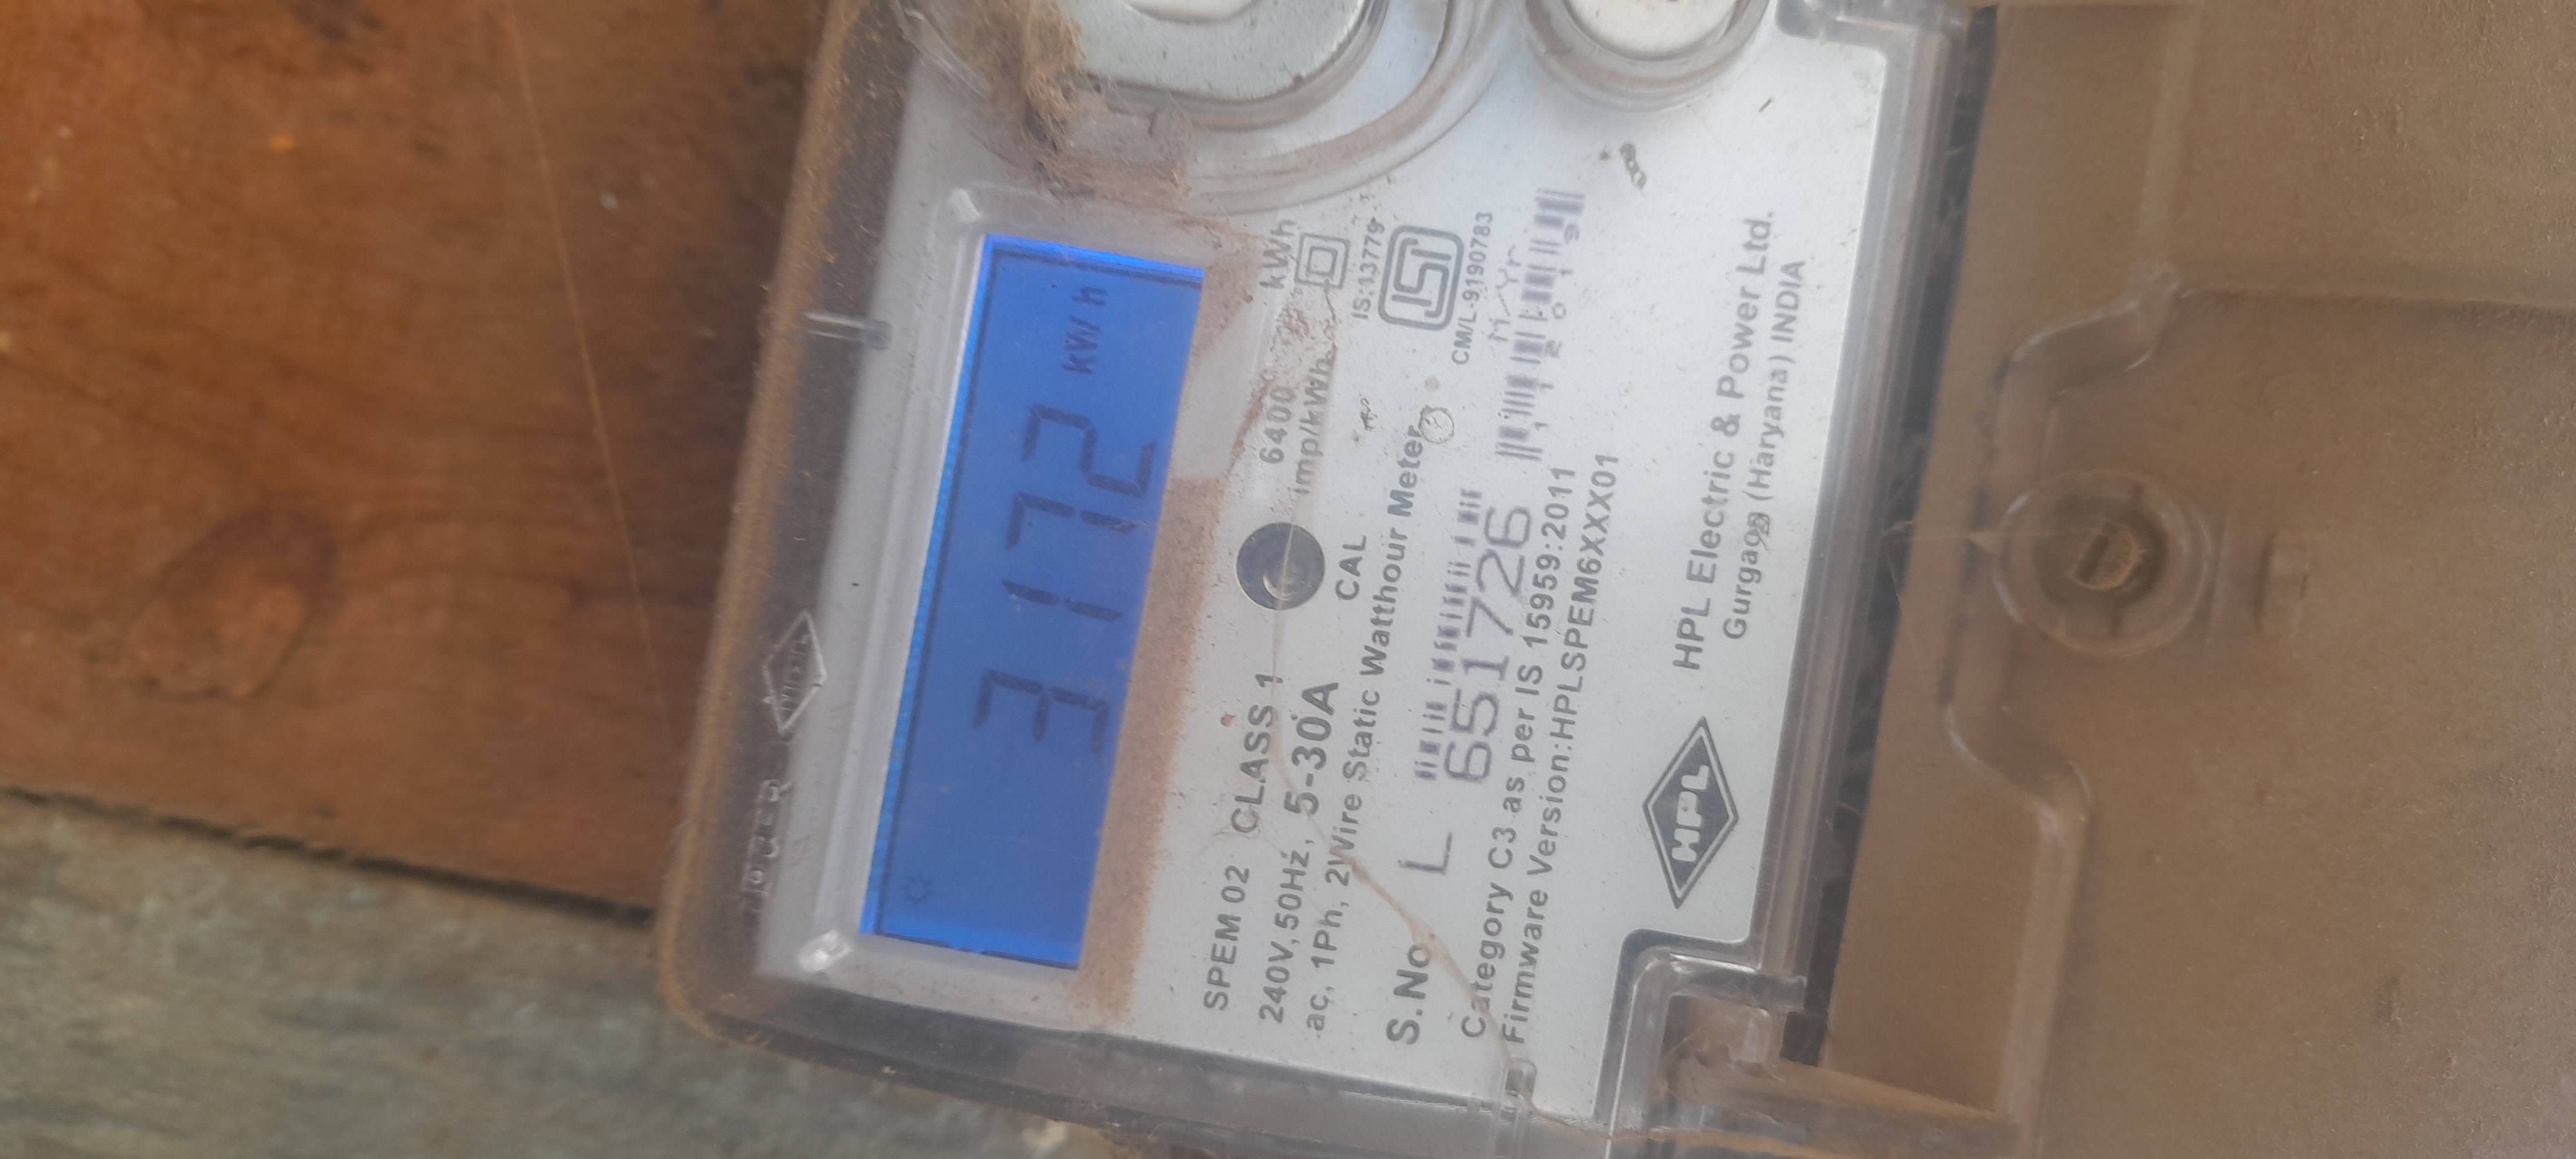 3172 kWh
6400 kWh
imp/kWh
IS:13779
CM/L-9190783
SPEM 02 CLASS 1
240V,50Hz, 5-30A CAL
ac, 1Ph, 2Wire Static Watthour Meter
M-Yr
S.No. L 651726
Category C3 as per IS 15959:2011
Firmware Version:HPLSPEM6XXX01
HPL
HPL Electric & Power Ltd.
Gurgaon (Haryana) INDIA